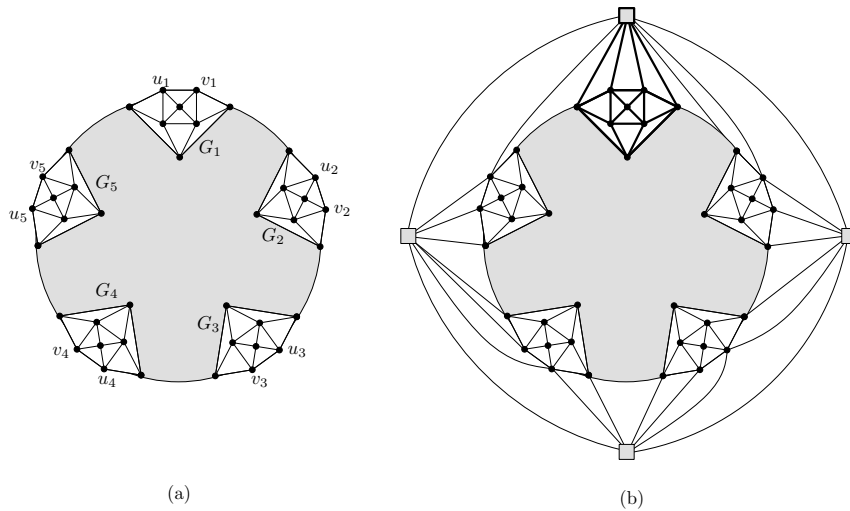 u₁ v₁
G₁
v₅ G₅ u₂
u₅ v₂
G₂
G₄
G₃
v₄ u₃
u₄ v₃
(a) (b)